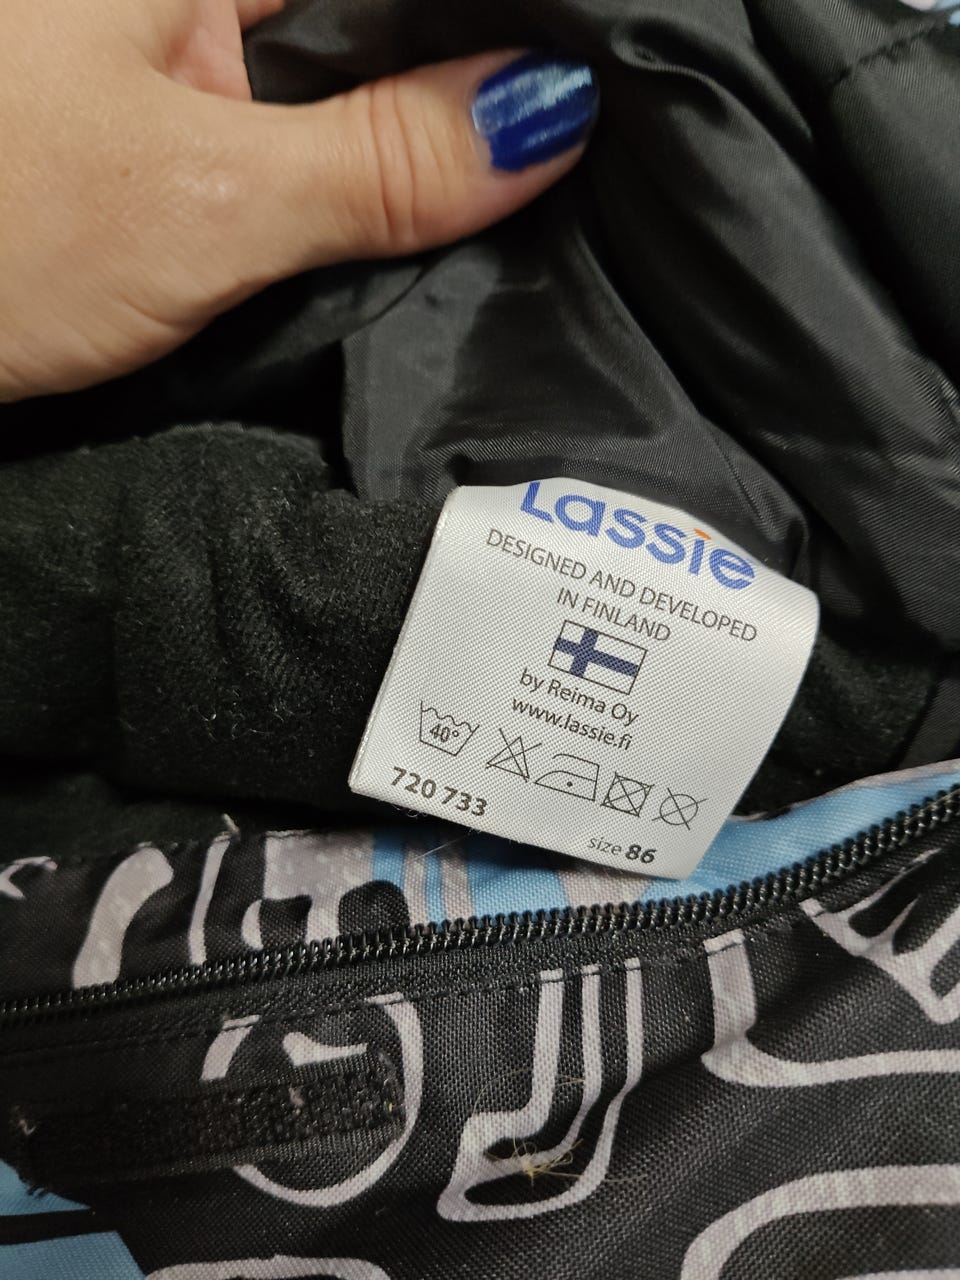 Lassie
DESIGNED AND DEVELOPED
IN FINLAND
by Reima Oy
www.lassie.fi
40°
720 733
size 86